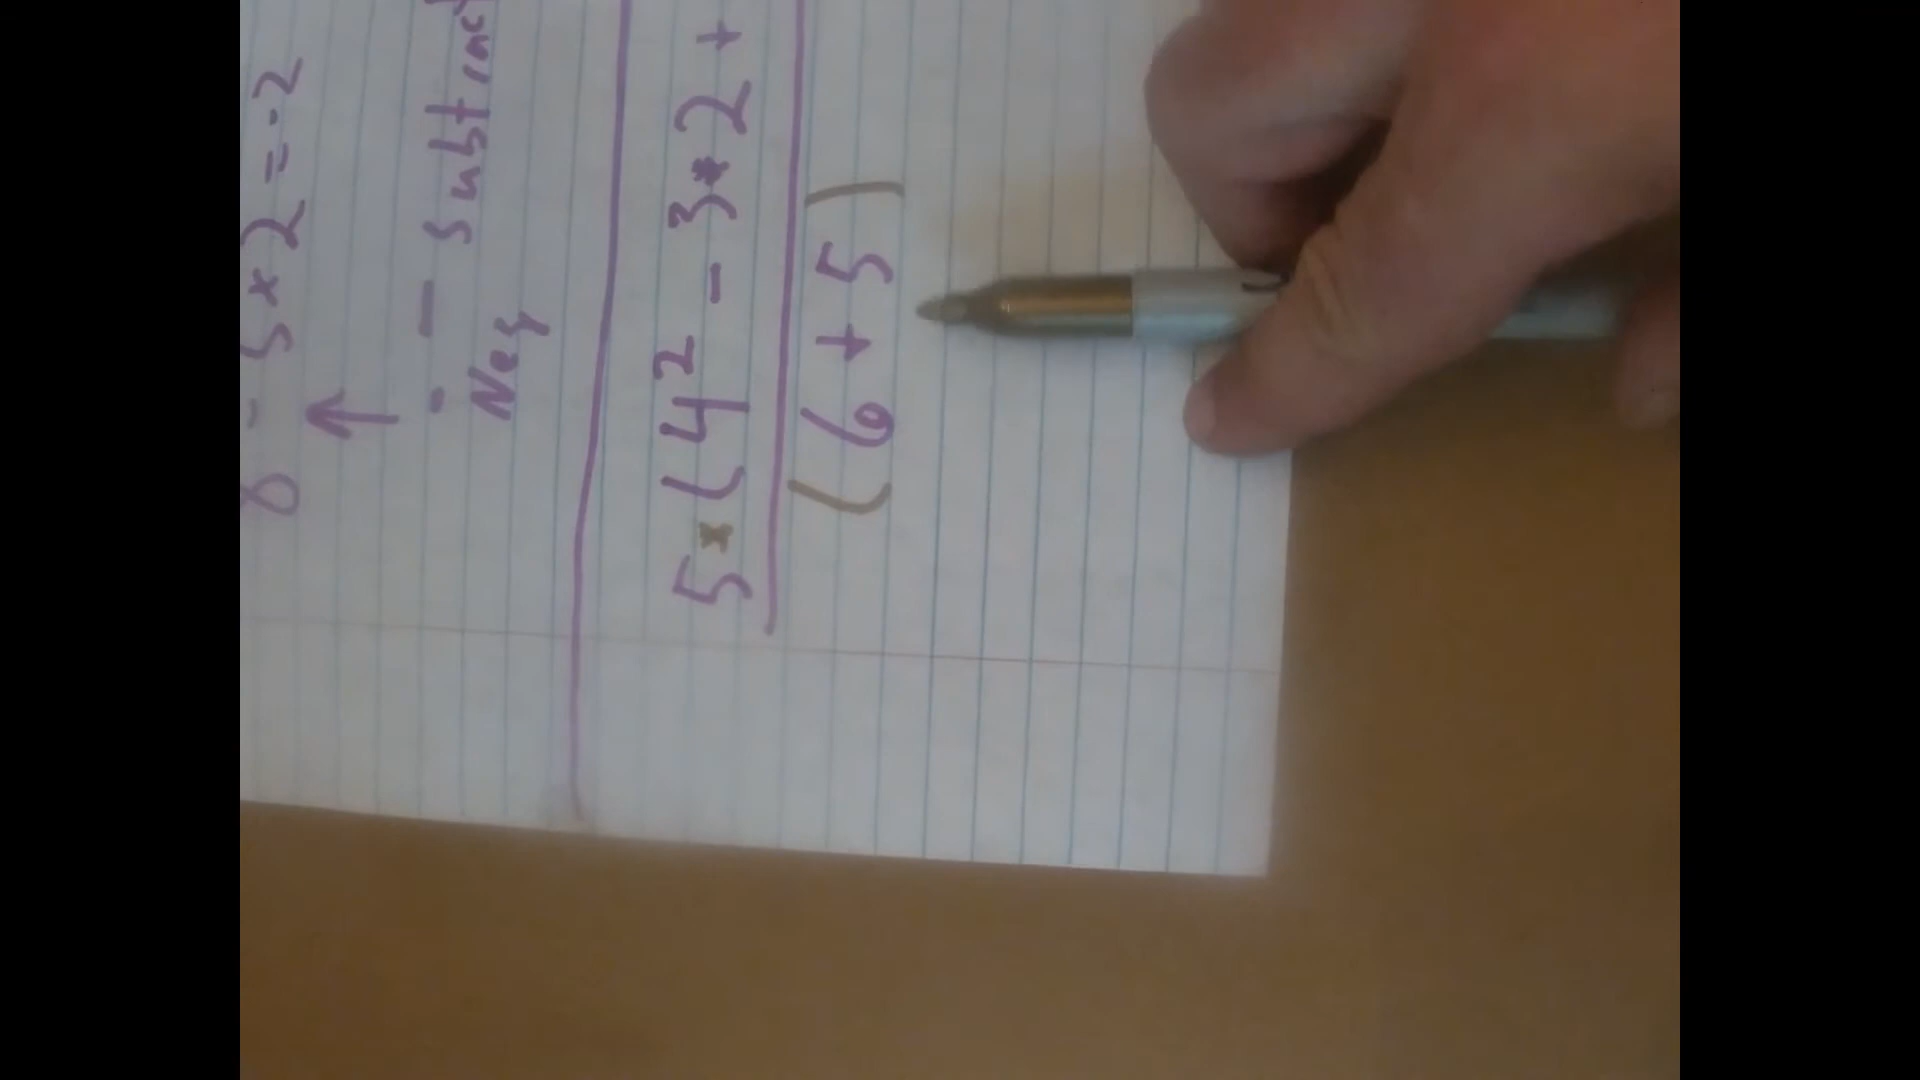 8 - 5 x 2 = -2
- - Subtrac
Neg
5 * (4² - 3 * 2 +
(6 + 5)